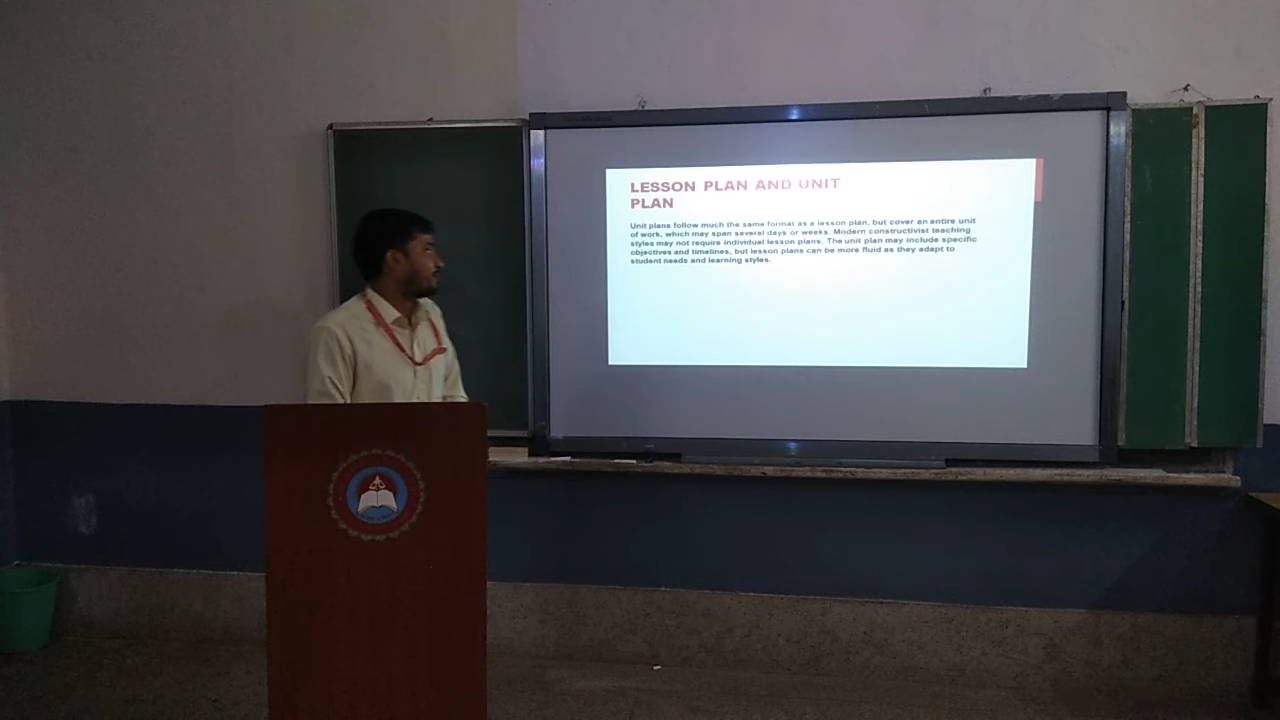 LESSON PLAN AND UNIT
PLAN
Unit plans follow much the same format as a lesson plan, but cover an entire unit
of work, which may span several days or weeks. Modern constructivist teaching
styles may not require individual lesson plans. The unit plan may include specific
objectives and timelines, but lesson plans can be more fluid as they adapt to
student needs and learning styles.